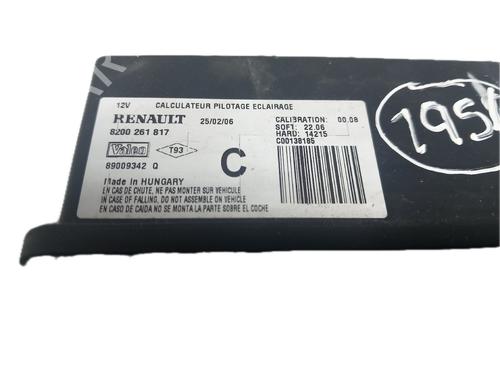 12V CALCULATEUR PILOTAGE ECLAIRAGE
RENAULT 25/02/06
8200 261 817
CALIBRATION: 00.08
SOFT: 22.06
HARD: 14215
C00138185
Valeo T93
89009342 Q
C
Made in HUNGARY
EN CAS DE CHUTE, NE PAS MONTER SUR VEHICULE
IN CASE OF FALLING, DO NOT ASSEMBLE ON VEHICLE
EN CASO DE CAIDA NO SE MONTA LA PARTE SOBRE EL COCHE